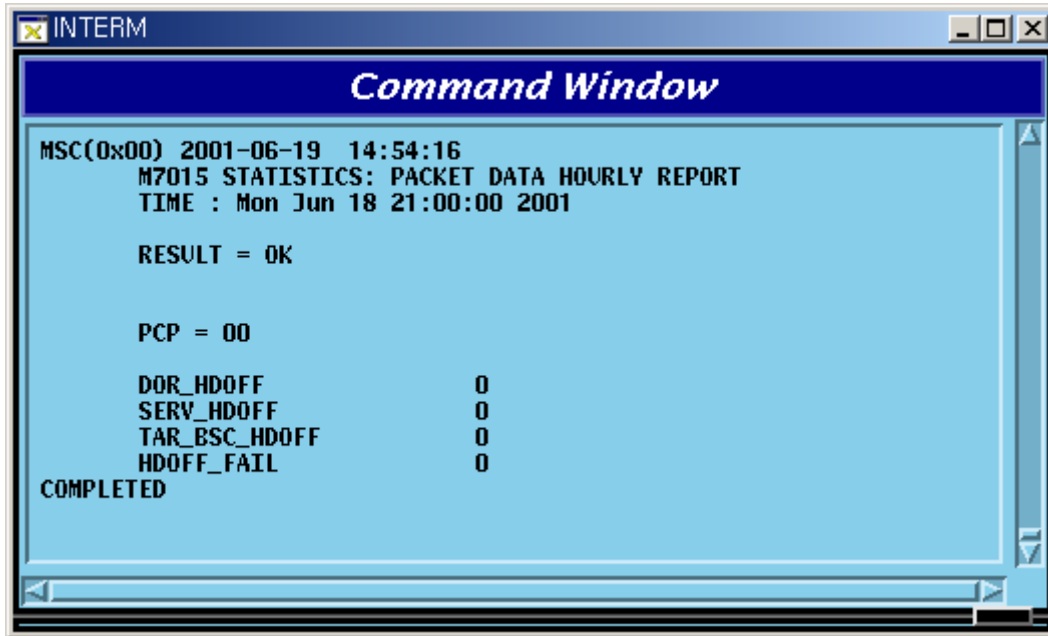 INTERM
Command Window
MSC(0x00) 2001-06-19 14:54:16
M7015 STATISTICS: PACKET DATA HOURLY REPORT
TIME : Mon Jun 18 21:00:00 2001
RESULT = OK
PCP = 00
DOR_HDOFF 0
SERV_HDOFF 0
TAR_BSC_HDOFF 0
HDOFF_FAIL 0
COMPLETED